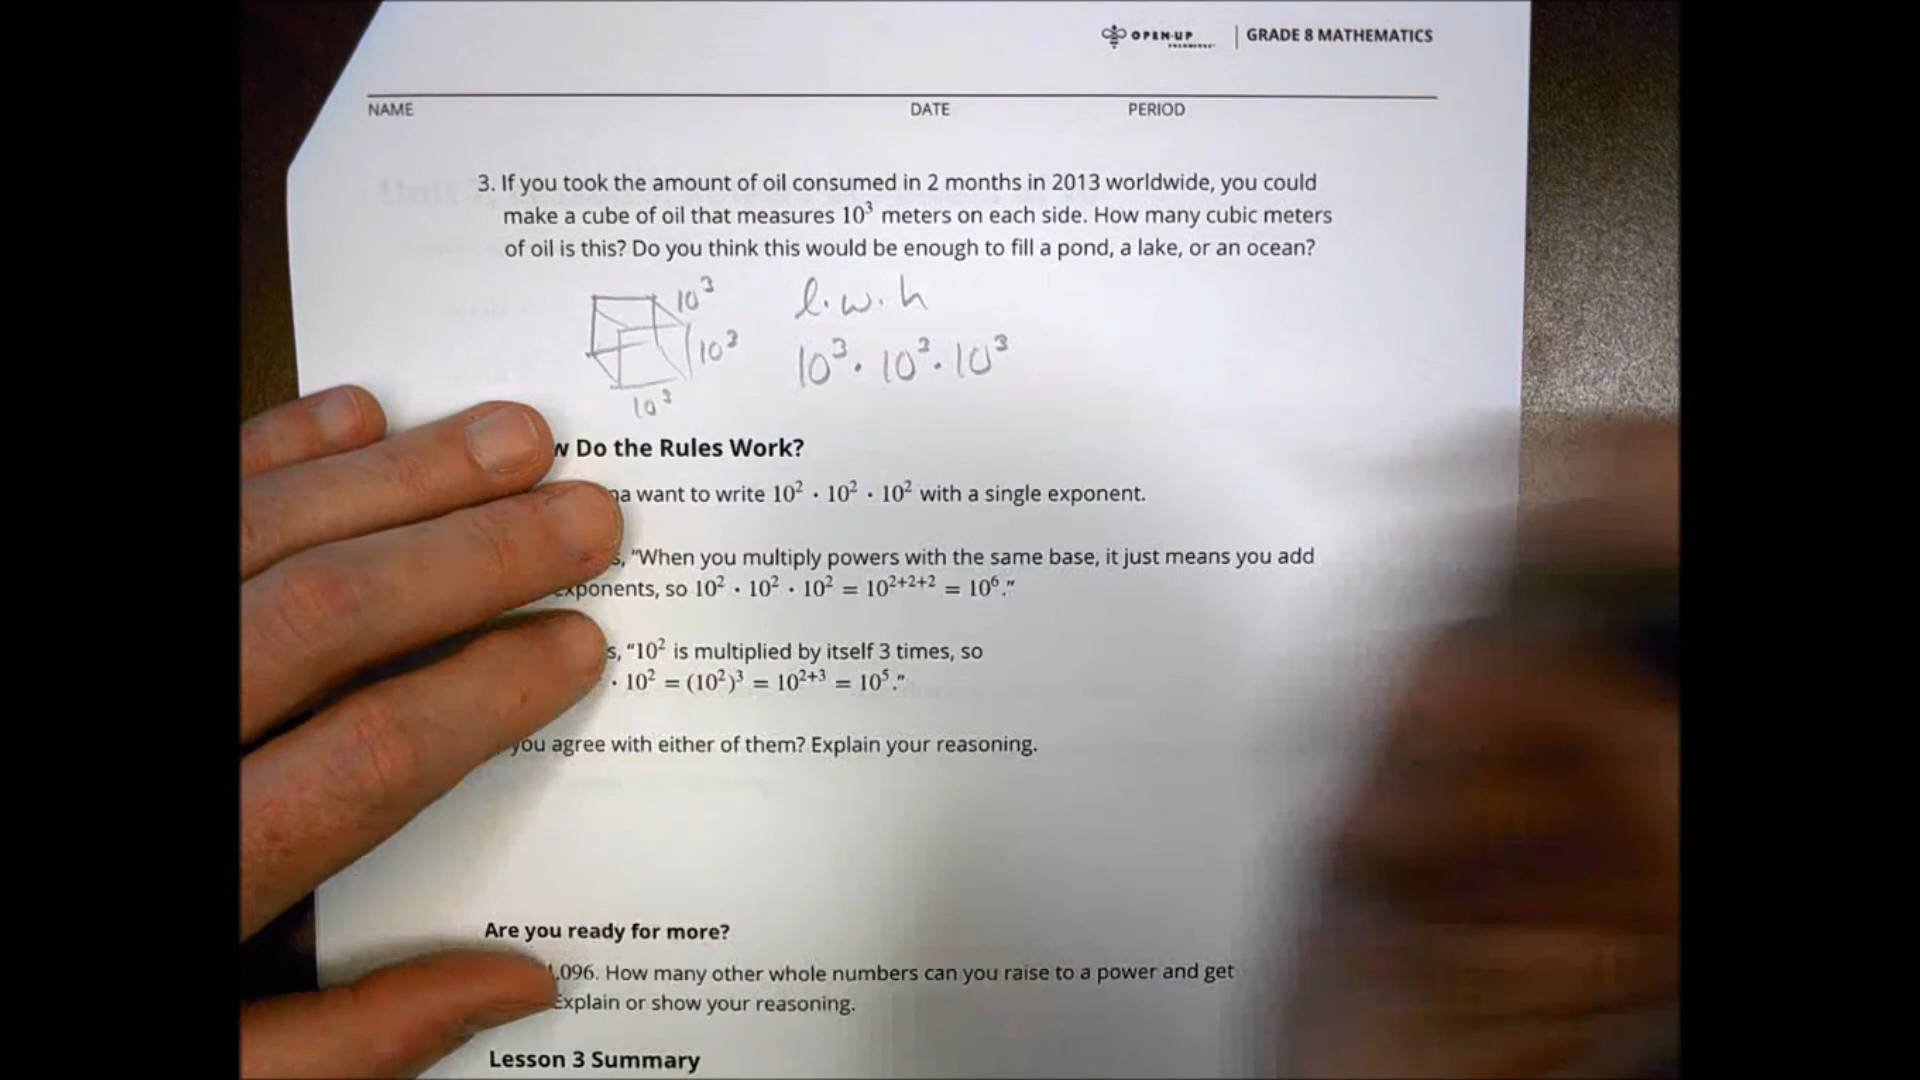 OPEN-UP | GRADE 8 MATHEMATICS
NAME DATE PERIOD
3. If you took the amount of oil consumed in 2 months in 2013 worldwide, you could
make a cube of oil that measures 10³ meters on each side. How many cubic meters
of oil is this? Do you think this would be enough to fill a pond, a lake, or an ocean?
10³ l.w.h
10³ 10³ · 10³ · 10³
10³
Do the Rules Work?
want to write 10² · 10² · 10² with a single exponent.
"When you multiply powers with the same base, it just means you add
exponents, so 10² · 10² · 10² = 10²⁺²⁺² = 10⁶."
"10² is multiplied by itself 3 times, so
· 10² = (10²)³ = 10²⁺³ = 10⁵."
you agree with either of them? Explain your reasoning.
Are you ready for more?
,096. How many other whole numbers can you raise to a power and get
Explain or show your reasoning.
Lesson 3 Summary